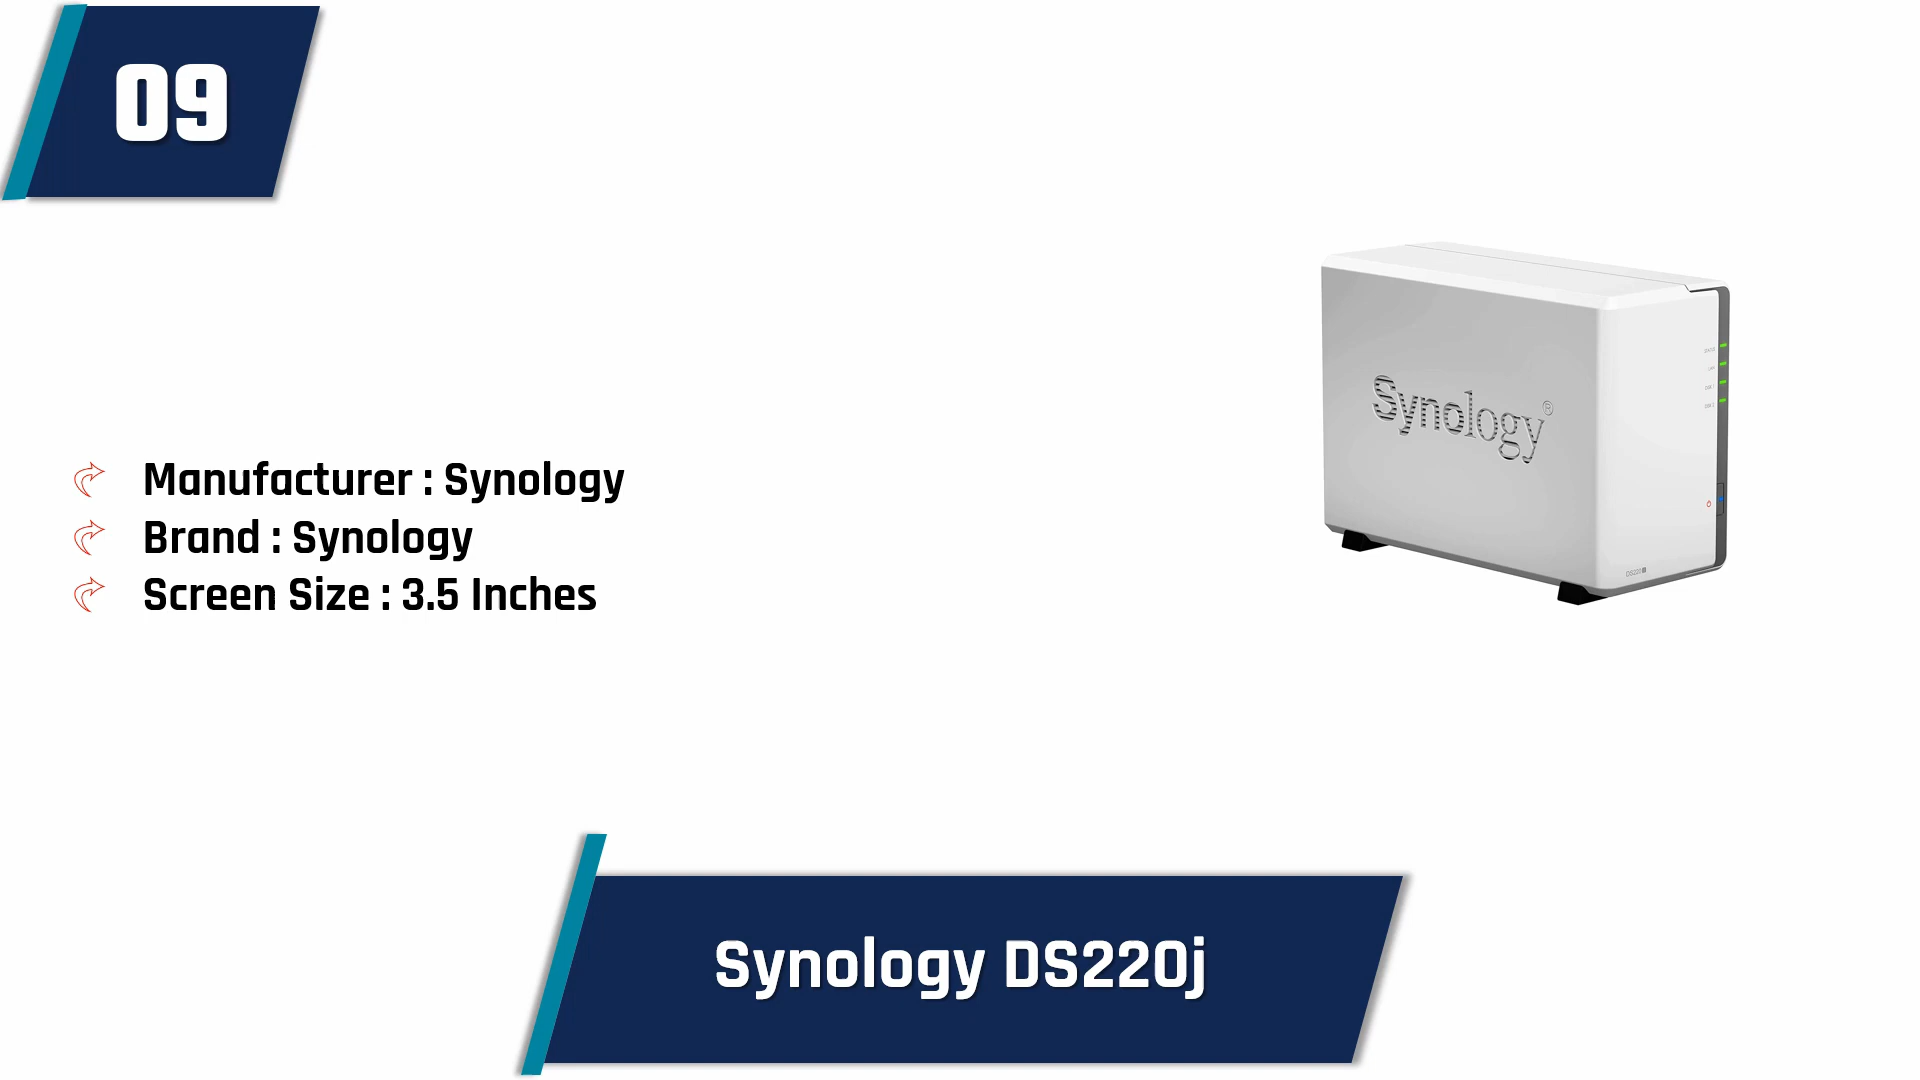 09
Manufacturer : Synology
Brand : Synology
Screen Size : 3.5 Inches
Synology®
Synology DS220j